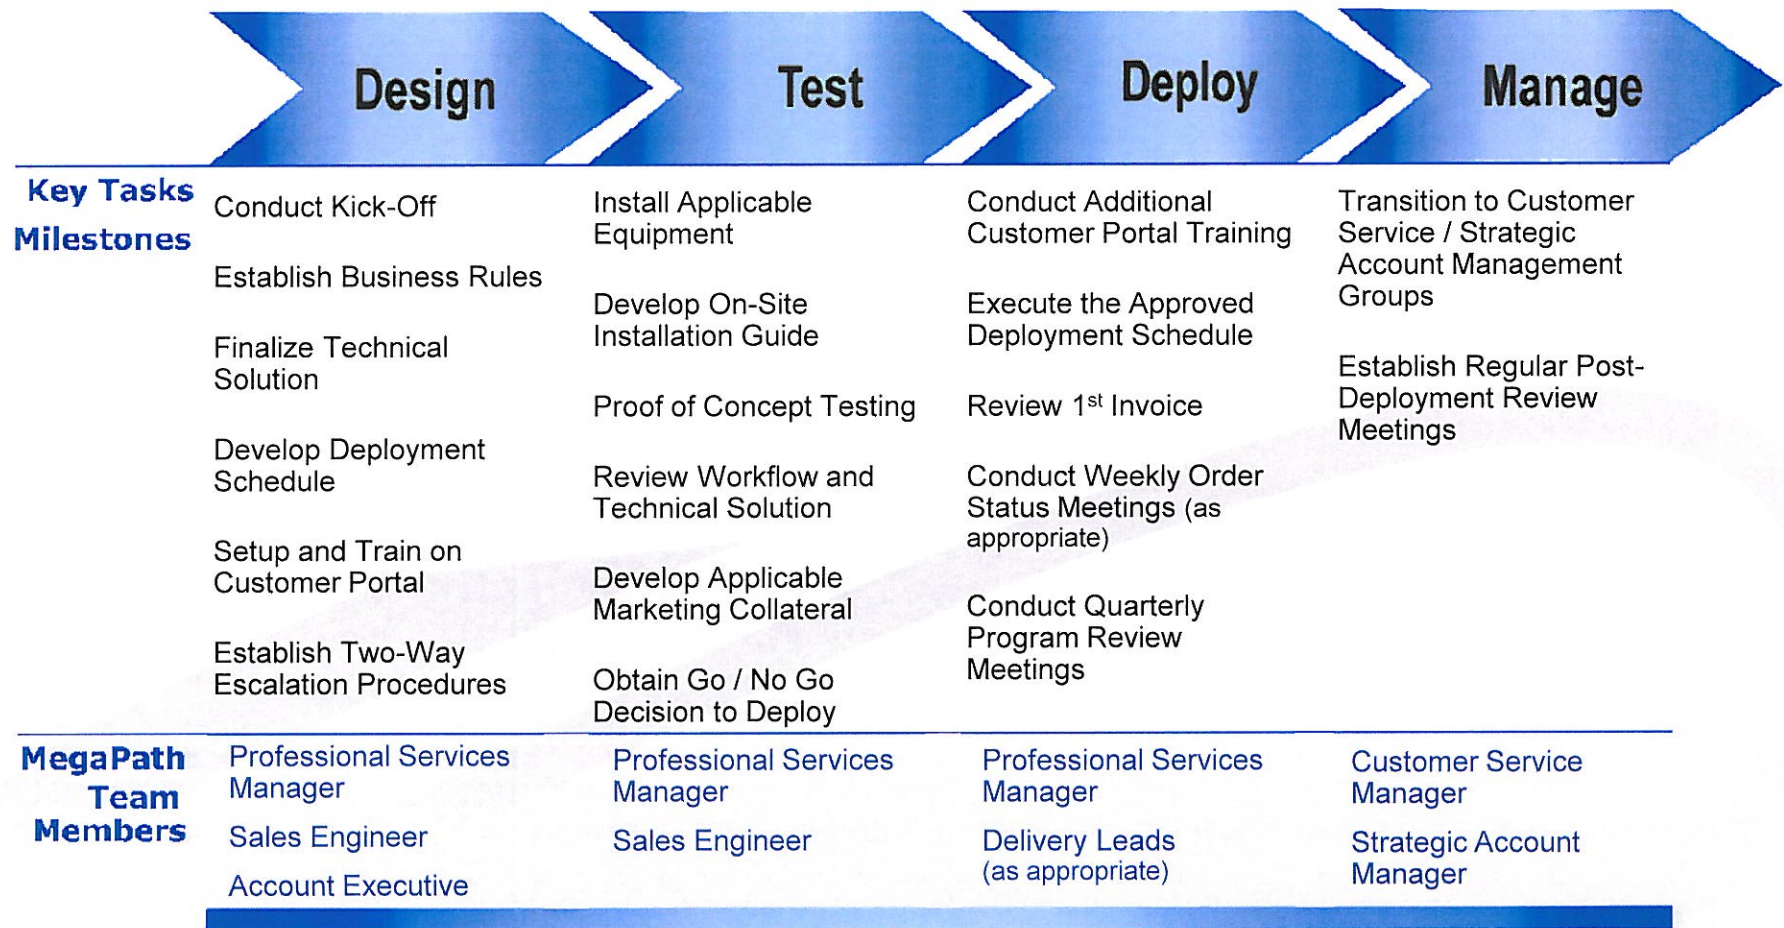 Design
Test
Deploy
Manage
Key Tasks
Milestones
Conduct Kick-Off
Establish Business Rules
Finalize Technical
Solution
Develop Deployment
Schedule
Setup and Train on
Customer Portal
Establish Two-Way
Escalation Procedures
Install Applicable
Equipment
Develop On-Site
Installation Guide
Proof of Concept Testing
Review Workflow and
Technical Solution
Develop Applicable
Marketing Collateral
Obtain Go / No Go
Decision to Deploy
Conduct Additional
Customer Portal Training
Execute the Approved
Deployment Schedule
Review 1st Invoice
Conduct Weekly Order
Status Meetings (as
appropriate)
Conduct Quarterly
Program Review
Meetings
Transition to Customer
Service / Strategic
Account Management
Groups
Establish Regular Post-
Deployment Review
Meetings
MegaPath
Team
Members
Professional Services
Manager
Sales Engineer
Account Executive
Professional Services
Manager
Sales Engineer
Professional Services
Manager
Delivery Leads
(as appropriate)
Customer Service
Manager
Strategic Account
Manager